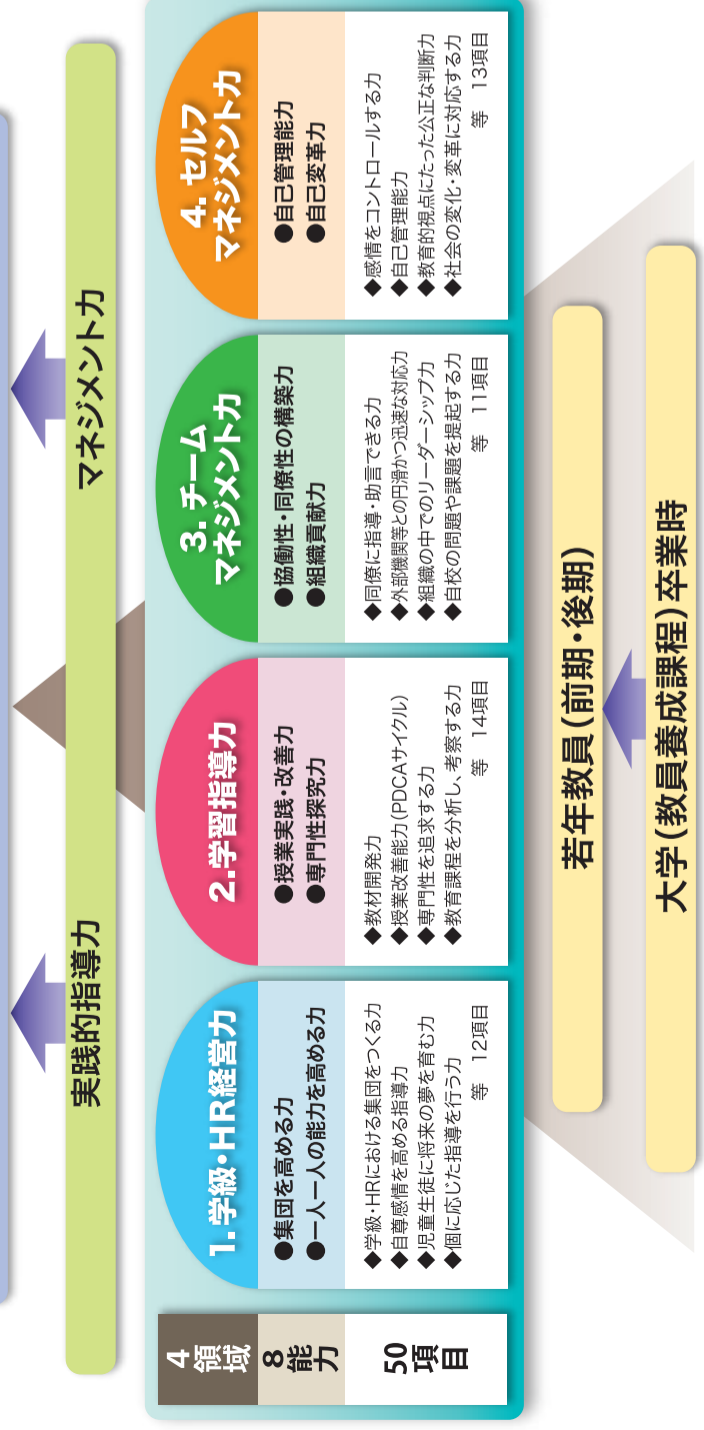 実践的指導力
マネジメント力
4
領域
8
能力
50
項目
1.学級・HR経営力
●集団を高める力
●一人一人の能力を高める力
◆学級・HRにおける集団をつくる力
◆自尊感情を高める指導力
◆児童生徒に将来の夢を育む力
◆個に応じた指導を行う力
等 12項目
2.学習指導力
●授業実践・改善力
●専門性探究力
◆教材開発力
◆授業改善能力(PDCAサイクル)
◆専門性を追求する力
◆教育課程を分析し、考察する力
等 14項目
3. チーム
マネジメント力
●協働性・同僚性の構築力
●組織貢献力
◆同僚に指導・助言できる力
◆外部機関等との円滑かつ迅速な対応力
◆組織の中でのリーダーシップ力
◆自校の問題や課題を提起する力
等 11項目
4. セルフ
マネジメント力
●自己管理能力
●自己変革力
◆感情をコントロールする力
◆自己管理能力
◆教育的視点にたった公正な判断力
◆社会の変化・変革に対応する力
等 13項目
若年教員(前期・後期)
大学(教員養成課程)卒業時